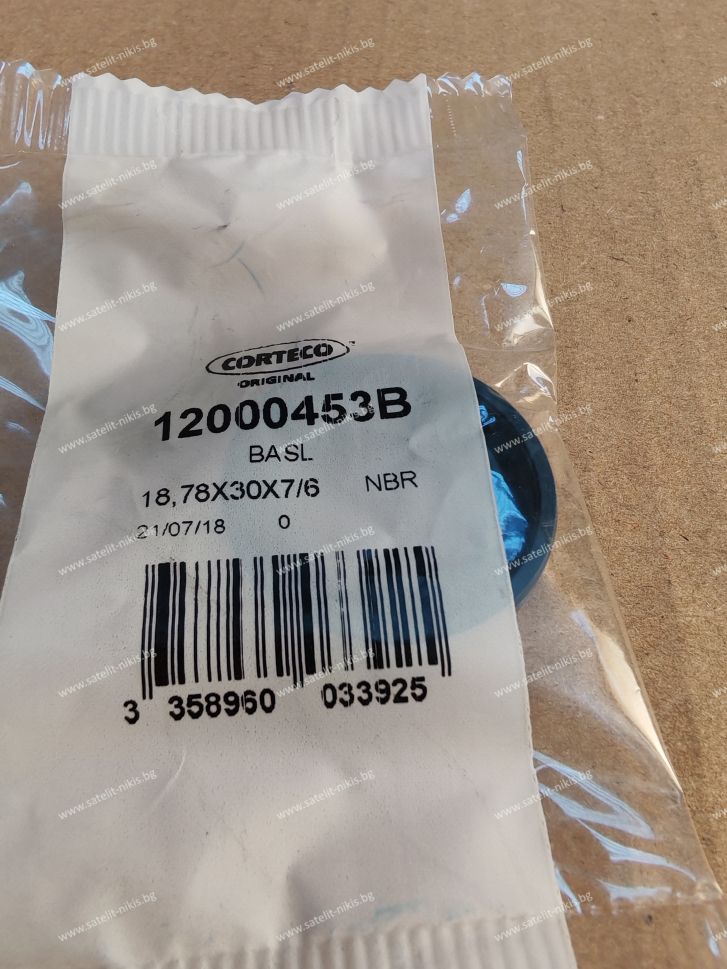 CORTECO
ORIGINAL
12000453B
BASL
18,78X30X7/6 NBR
21/07/18 0
3 358960 033925
www.satelit-nikis.bg